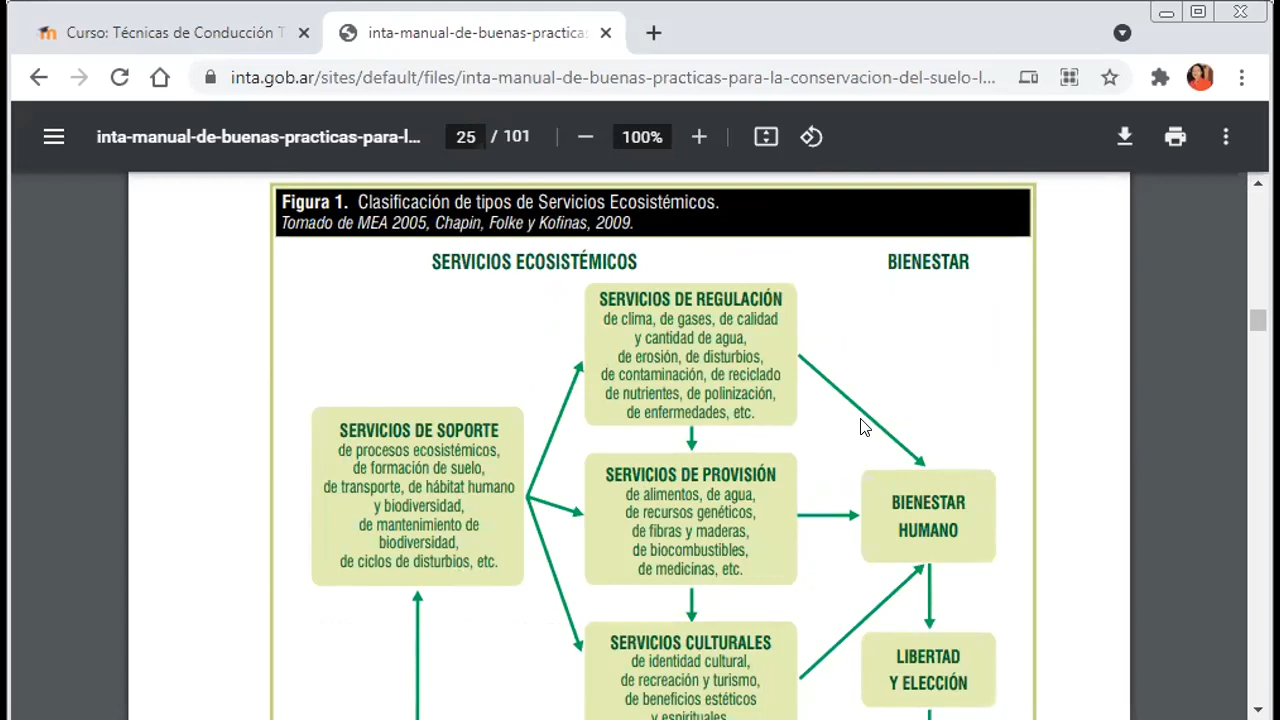 Curso: Técnicas de Conducción T
inta-manual-de-buenas-practicas
inta.gob.ar/sites/default/files/inta-manual-de-buenas-practicas-para-la-conservacion-del-suelo-l...
inta-manual-de-buenas-practicas-para-l...
25 / 101
100%
Figura 1. Clasificación de tipos de Servicios Ecosistémicos.
Tomado de MEA 2005, Chapin, Folke y Kofinas, 2009.
SERVICIOS ECOSISTÉMICOS
BIENESTAR
SERVICIOS DE REGULACIÓN
de clima, de gases, de calidad
y cantidad de agua,
de erosión, de disturbios,
de contaminación, de reciclado
de nutrientes, de polinización,
de enfermedades, etc.
SERVICIOS DE SOPORTE
de procesos ecosistémicos,
de formación de suelo,
de transporte, de hábitat humano
y biodiversidad,
de mantenimiento de
biodiversidad,
de ciclos de disturbios, etc.
SERVICIOS DE PROVISIÓN
de alimentos, de agua,
de recursos genéticos,
de fibras y maderas,
de biocombustibles,
de medicinas, etc.
BIENESTAR
HUMANO
SERVICIOS CULTURALES
de identidad cultural,
de recreación y turismo,
de beneficios estéticos
y espirituales
LIBERTAD
Y ELECCIÓN